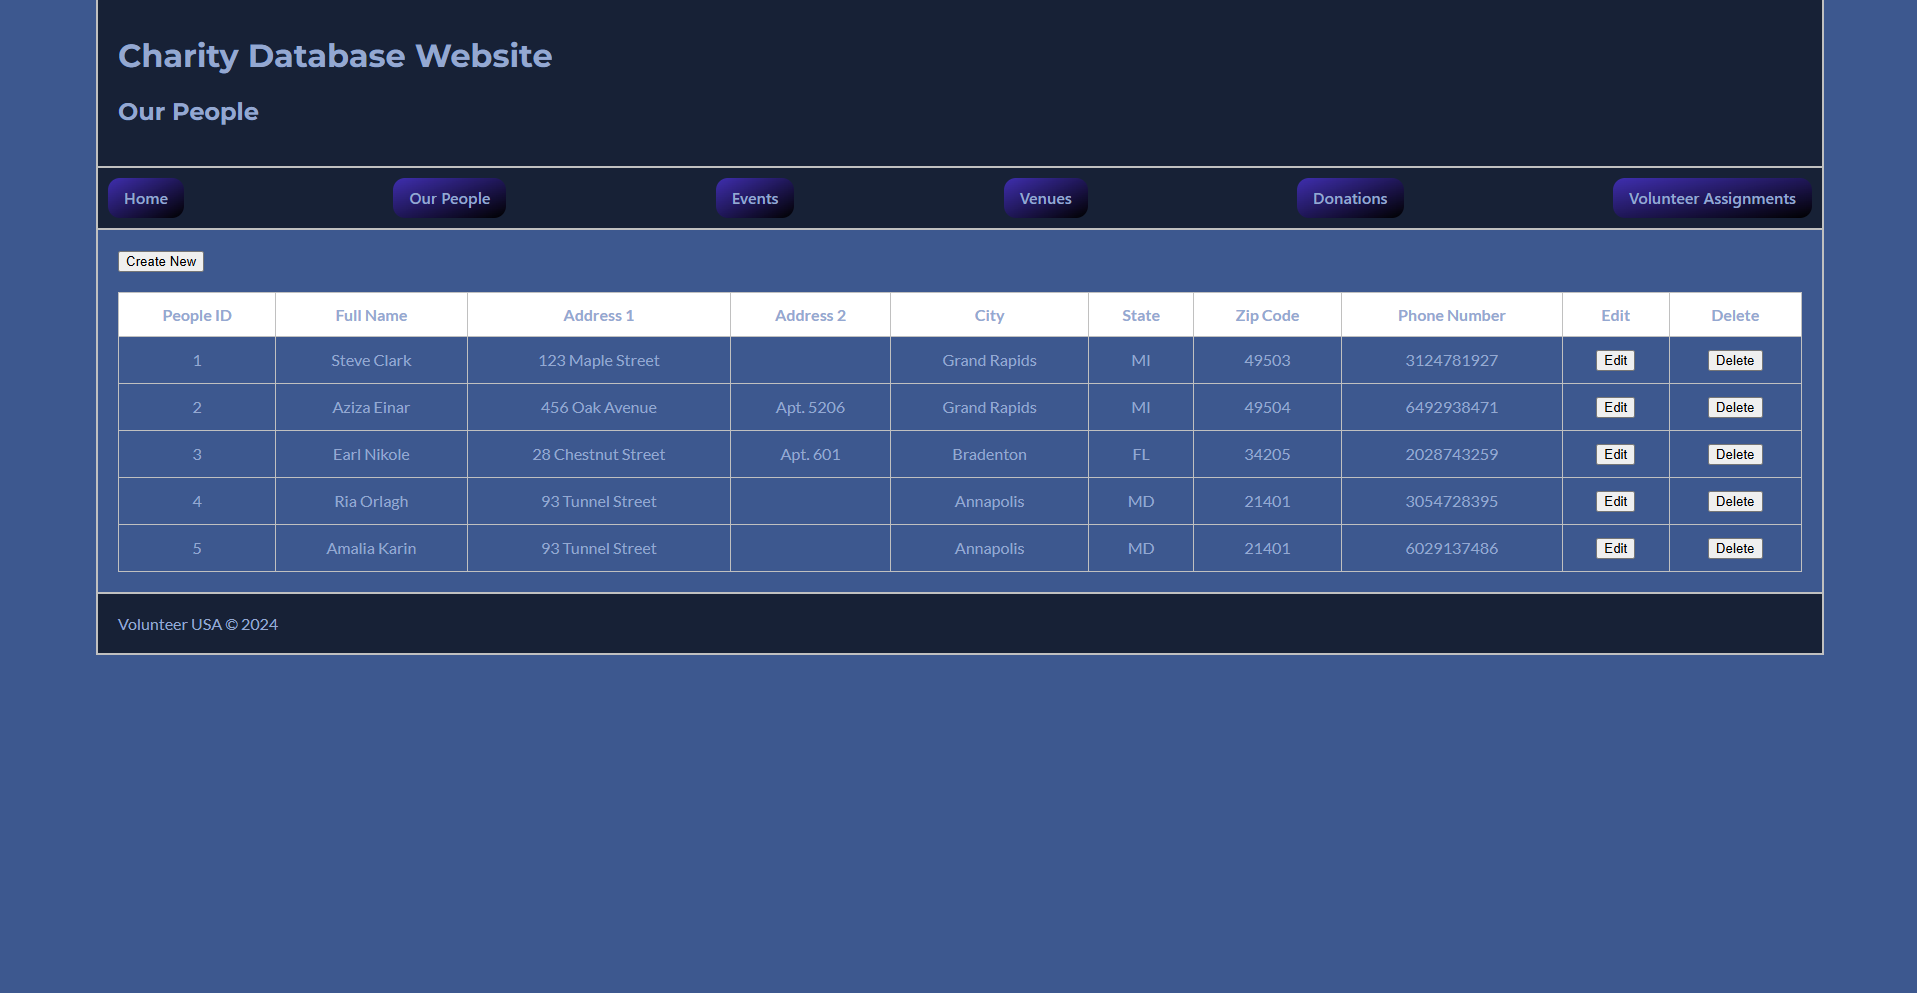 Charity Database Website
Our People
Home Our People Events Venues Donations Volunteer Assignments
Create New
People ID Full Name Address 1 Address 2 City State Zip Code Phone Number Edit Delete
1 Steve Clark 123 Maple Street Grand Rapids MI 49503 3124781927 Edit Delete
2 Aziza Einar 456 Oak Avenue Apt. 5206 Grand Rapids MI 49504 6492938471 Edit Delete
3 Earl Nikole 28 Chestnut Street Apt. 601 Bradenton FL 34205 2028743259 Edit Delete
4 Ria Orlagh 93 Tunnel Street Annapolis MD 21401 3054728395 Edit Delete
5 Amalia Karin 93 Tunnel Street Annapolis MD 21401 6029137486 Edit Delete
Volunteer USA © 2024